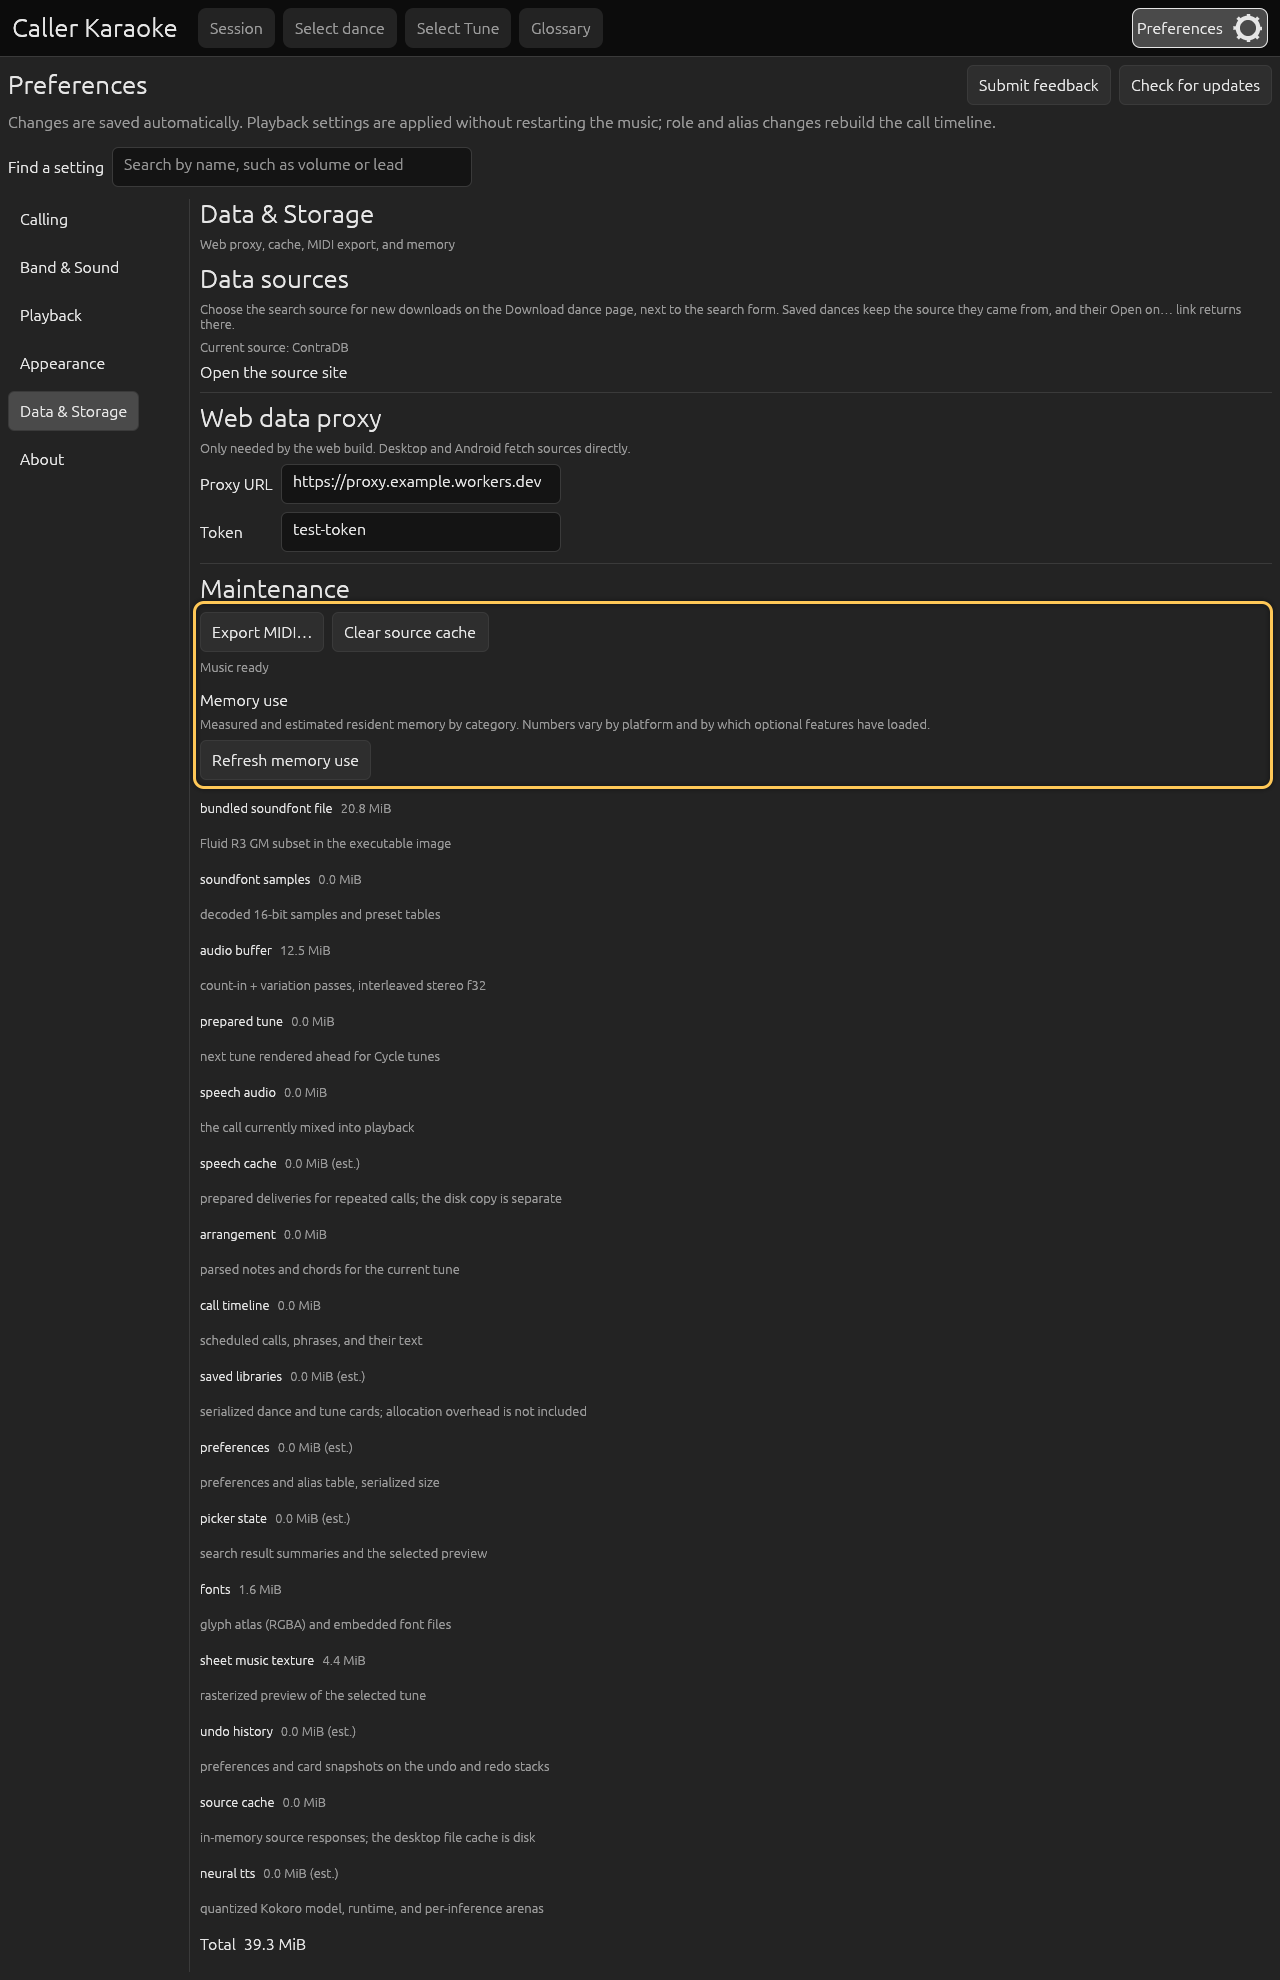 Caller Karaoke Session Select dance Select Tune Glossary Preferences
Preferences Submit feedback Check for updates
Changes are saved automatically. Playback settings are applied without restarting the music; role and alias changes rebuild the call timeline.
Find a setting Search by name, such as volume or lead
Calling
Band & Sound
Playback
Appearance
Data & Storage
About
Data & Storage
Web proxy, cache, MIDI export, and memory
Data sources
Choose the search source for new downloads on the Download dance page, next to the search form. Saved dances keep the source they came from, and their Open on… link returns
there.
Current source: ContraDB
Open the source site
Web data proxy
Only needed by the web build. Desktop and Android fetch sources directly.
Proxy URL https://proxy.example.workers.dev
Token test-token
Maintenance
Export MIDI… Clear source cache
Music ready
Memory use
Measured and estimated resident memory by category. Numbers vary by platform and by which optional features have loaded.
Refresh memory use
bundled soundfont file 20.8 MiB
Fluid R3 GM subset in the executable image
soundfont samples 0.0 MiB
decoded 16-bit samples and preset tables
audio buffer 12.5 MiB
count-in + variation passes, interleaved stereo f32
prepared tune 0.0 MiB
next tune rendered ahead for Cycle tunes
speech audio 0.0 MiB
the call currently mixed into playback
speech cache 0.0 MiB (est.)
prepared deliveries for repeated calls; the disk copy is separate
arrangement 0.0 MiB
parsed notes and chords for the current tune
call timeline 0.0 MiB
scheduled calls, phrases, and their text
saved libraries 0.0 MiB (est.)
serialized dance and tune cards; allocation overhead is not included
preferences 0.0 MiB (est.)
preferences and alias table, serialized size
picker state 0.0 MiB (est.)
search result summaries and the selected preview
fonts 1.6 MiB
glyph atlas (RGBA) and embedded font files
sheet music texture 4.4 MiB
rasterized preview of the selected tune
undo history 0.0 MiB (est.)
preferences and card snapshots on the undo and redo stacks
source cache 0.0 MiB
in-memory source responses; the desktop file cache is disk
neural tts 0.0 MiB (est.)
quantized Kokoro model, runtime, and per-inference arenas
Total 39.3 MiB